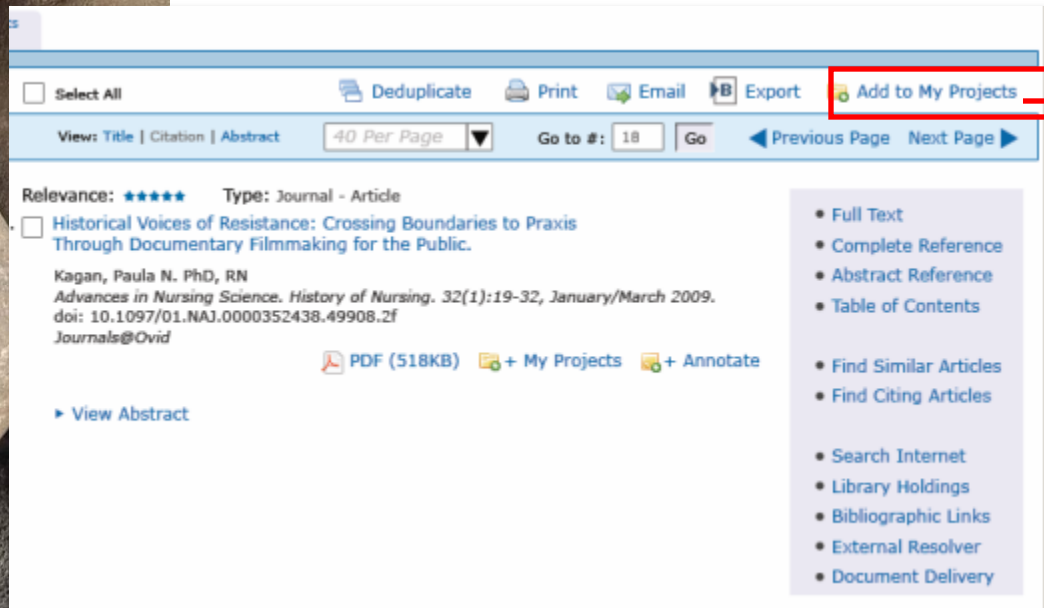 Select All Deduplicate Print Email Export Add to My Projects
View: Title | Citation | Abstract 40 Per Page Go to #: 18 Go Previous Page Next Page
Relevance: ★★★★★ Type: Journal - Article
Historical Voices of Resistance: Crossing Boundaries to Praxis
Through Documentary Filmmaking for the Public.
Kagan, Paula N. PhD, RN
Advances in Nursing Science. History of Nursing. 32(1):19-32, January/March 2009.
doi: 10.1097/01.NAJ.0000352438.49908.2f
Journals@Ovid
PDF (518KB) + My Projects + Annotate
▸ View Abstract
• Full Text
• Complete Reference
• Abstract Reference
• Table of Contents
• Find Similar Articles
• Find Citing Articles
• Search Internet
• Library Holdings
• Bibliographic Links
• External Resolver
• Document Delivery